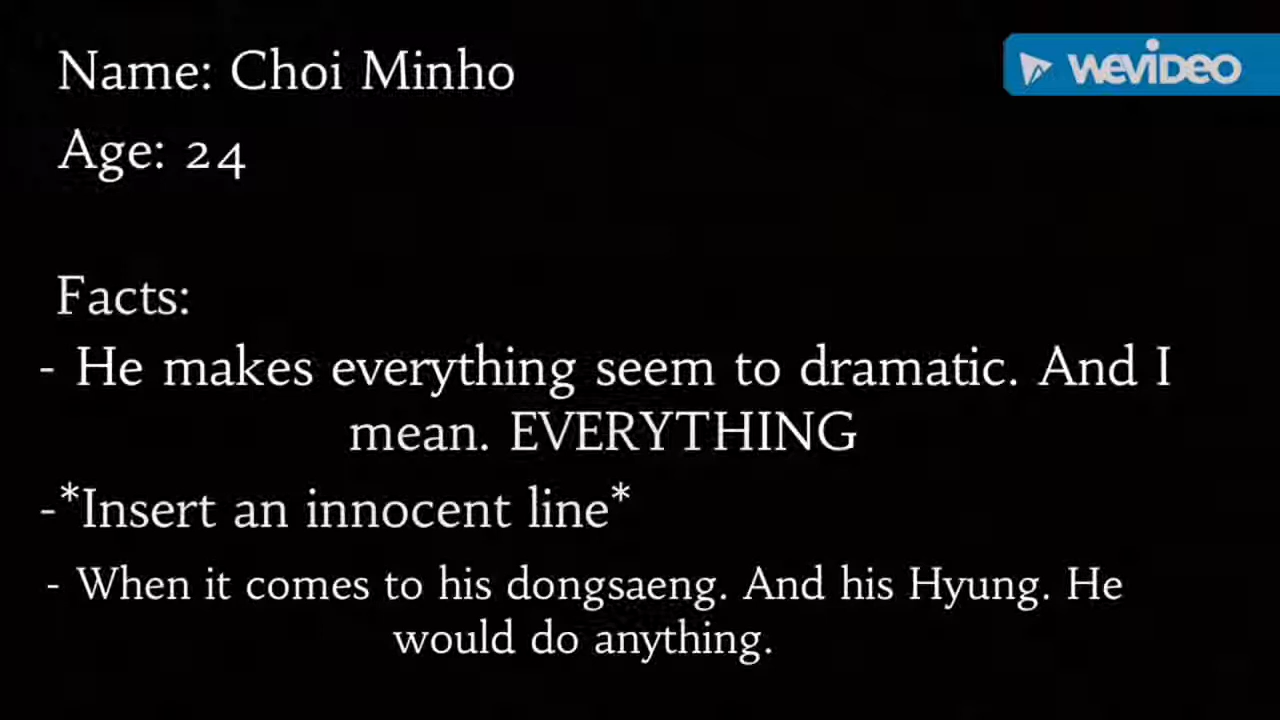 Name: Choi Minho
WeVideo
Age: 24
Facts:
- He makes everything seem to dramatic. And I
mean. EVERYTHING
-*Insert an innocent line*
- When it comes to his dongsaeng. And his Hyung. He
would do anything.